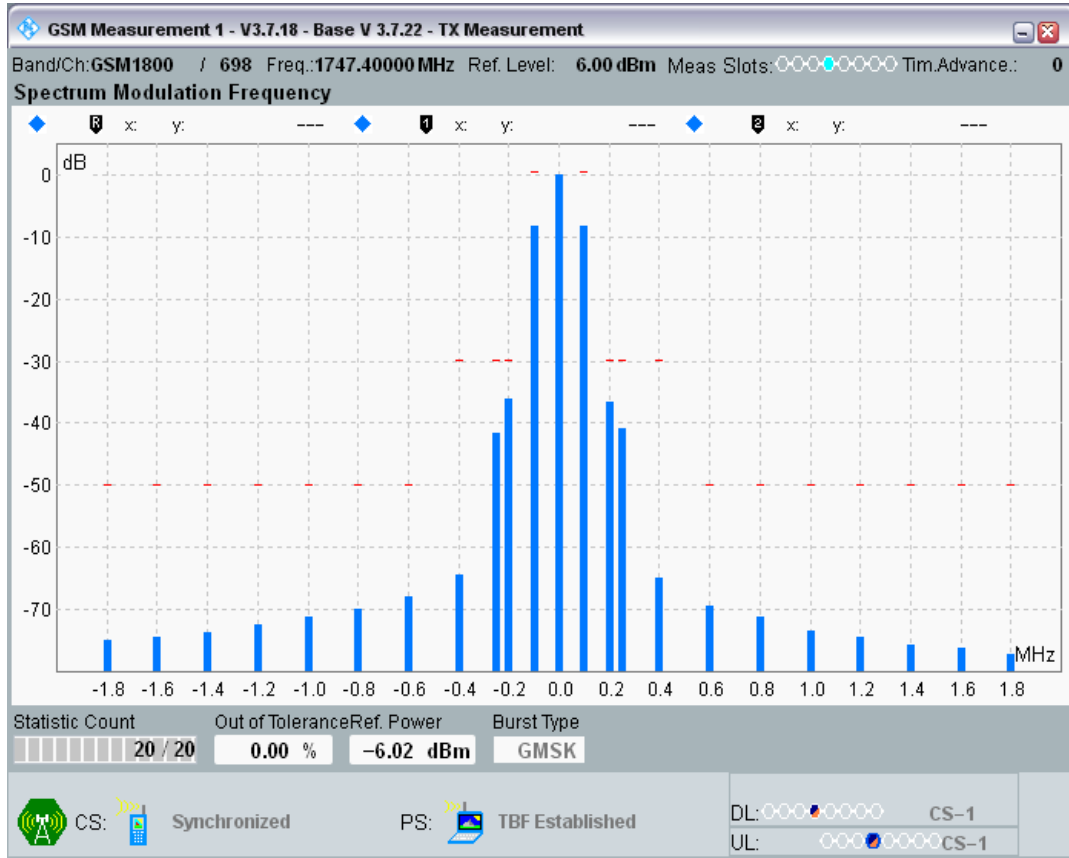 GSM Measurement 1 - V3.7.18 - Base V 3.7.22 - TX Measurement
Band/Ch:GSM1800 / 698 Freq.:1747.40000 MHz Ref. Level: 6.00 dBm Meas Slots: Tim.Advance.: 0
Spectrum Modulation Frequency
R x: y: --- 1 x: y: --- 2 x: y: ---
dB
0
-10
-20
-30
-40
-50
-60
-70
MHz
-1.8 -1.6 -1.4 -1.2 -1.0 -0.8 -0.6 -0.4 -0.2 0.0 0.2 0.4 0.6 0.8 1.0 1.2 1.4 1.6 1.8
Statistic Count Out of Tolerance Ref. Power Burst Type
20 / 20 0.00 % −6.02 dBm GMSK
CS: Synchronized PS: TBF Established
DL: CS-1
UL: CS-1